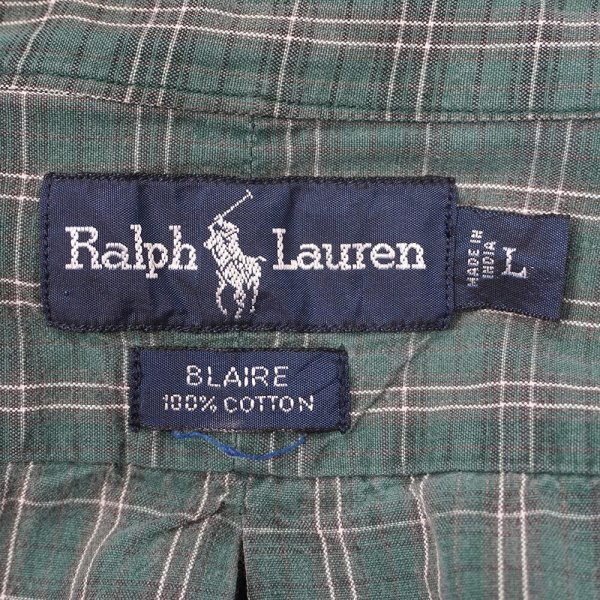 Ralph Lauren
MADE IN
INDIA
L
BLAIRE
100% COTTON